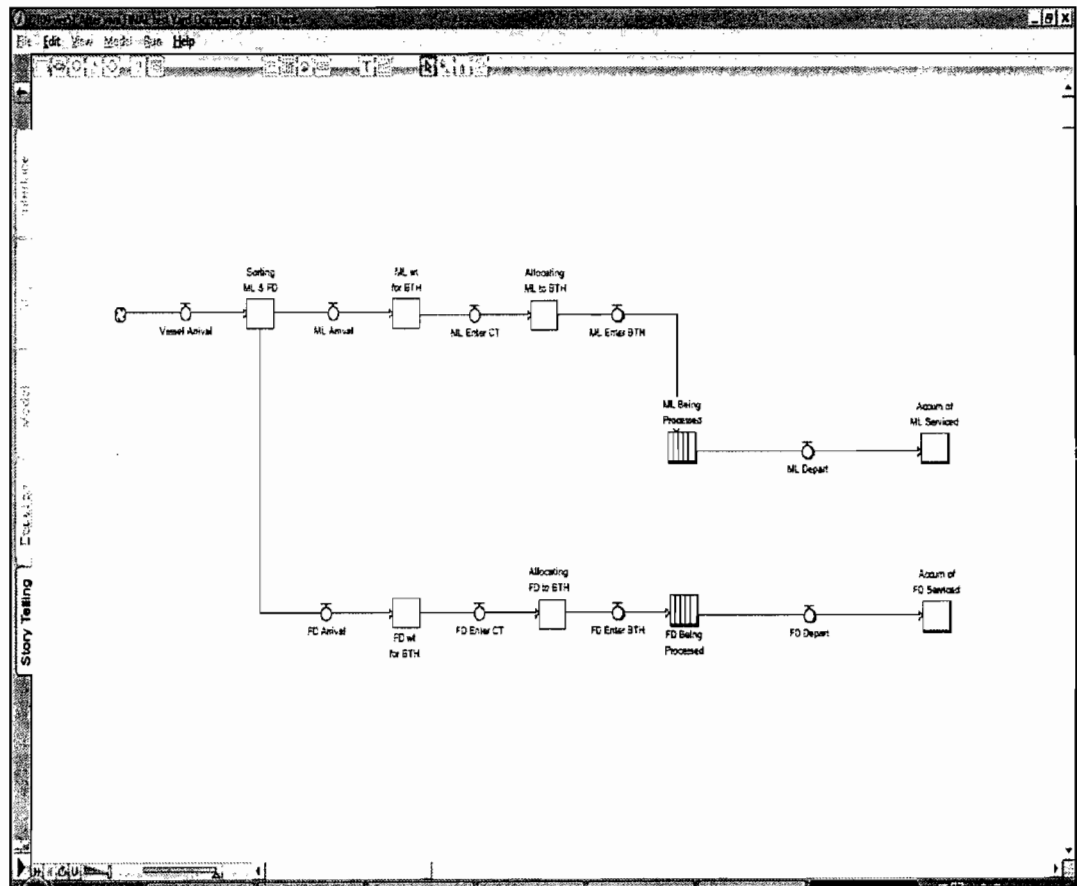 File Edit View Model Run Help
Interface
Model
Equation
Story Telling
Sorting
ML & FD
ML wt
for BTH
Allocating
ML to BTH
Vessel Arrival
ML Arrival
ML Enter CT
ML Enter BTH
ML Being
Processed
Accum of
ML Serviced
ML Depart
Allocating
FD to BTH
Accum of
FD Serviced
FD Arrival
FD wt
for BTH
FD Enter CT
FD Enter BTH
FD Being
Processed
FD Depart